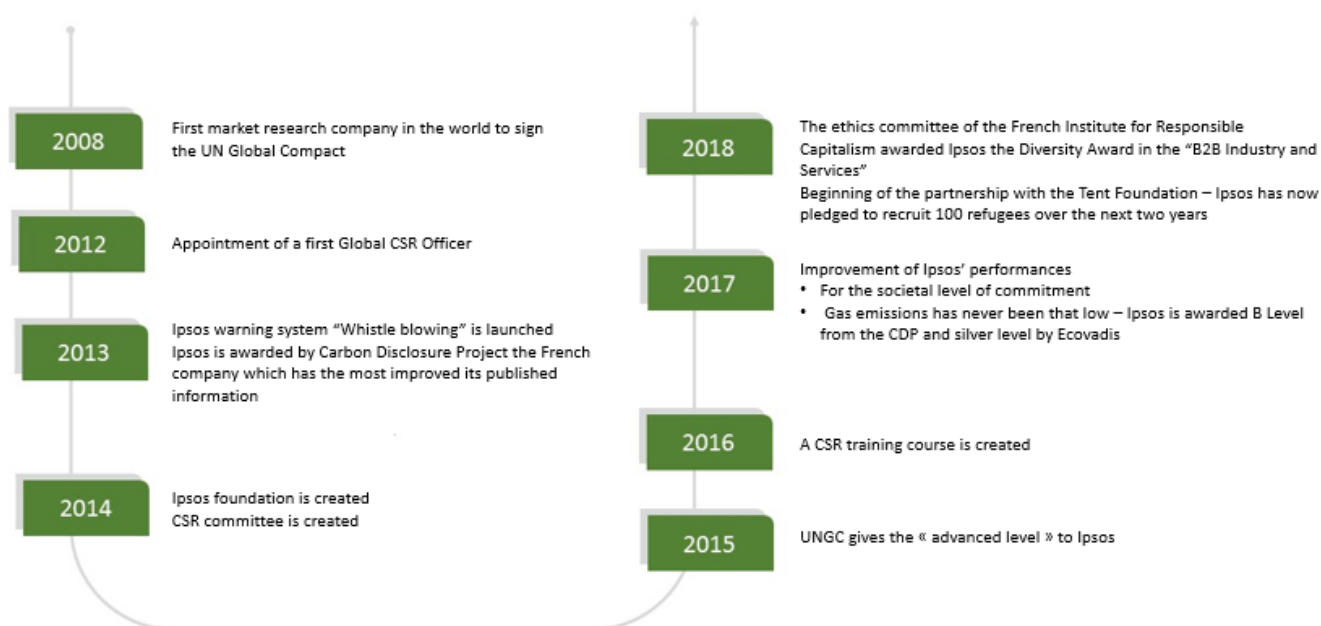 2008
First market research company in the world to sign
the UN Global Compact
2012
Appointment of a first Global CSR Officer
2013
Ipsos warning system “Whistle blowing” is launched
Ipsos is awarded by Carbon Disclosure Project the French
company which has the most improved its published
information
2014
Ipsos foundation is created
CSR committee is created
2018
The ethics committee of the French Institute for Responsible
Capitalism awarded Ipsos the Diversity Award in the “B2B Industry and
Services”
Beginning of the partnership with the Tent Foundation – Ipsos has now
pledged to recruit 100 refugees over the next two years
2017
Improvement of Ipsos’ performances
• For the societal level of commitment
• Gas emissions has never been that low – Ipsos is awarded B Level
from the CDP and silver level by Ecovadis
2016
A CSR training course is created
2015
UNGC gives the « advanced level » to Ipsos